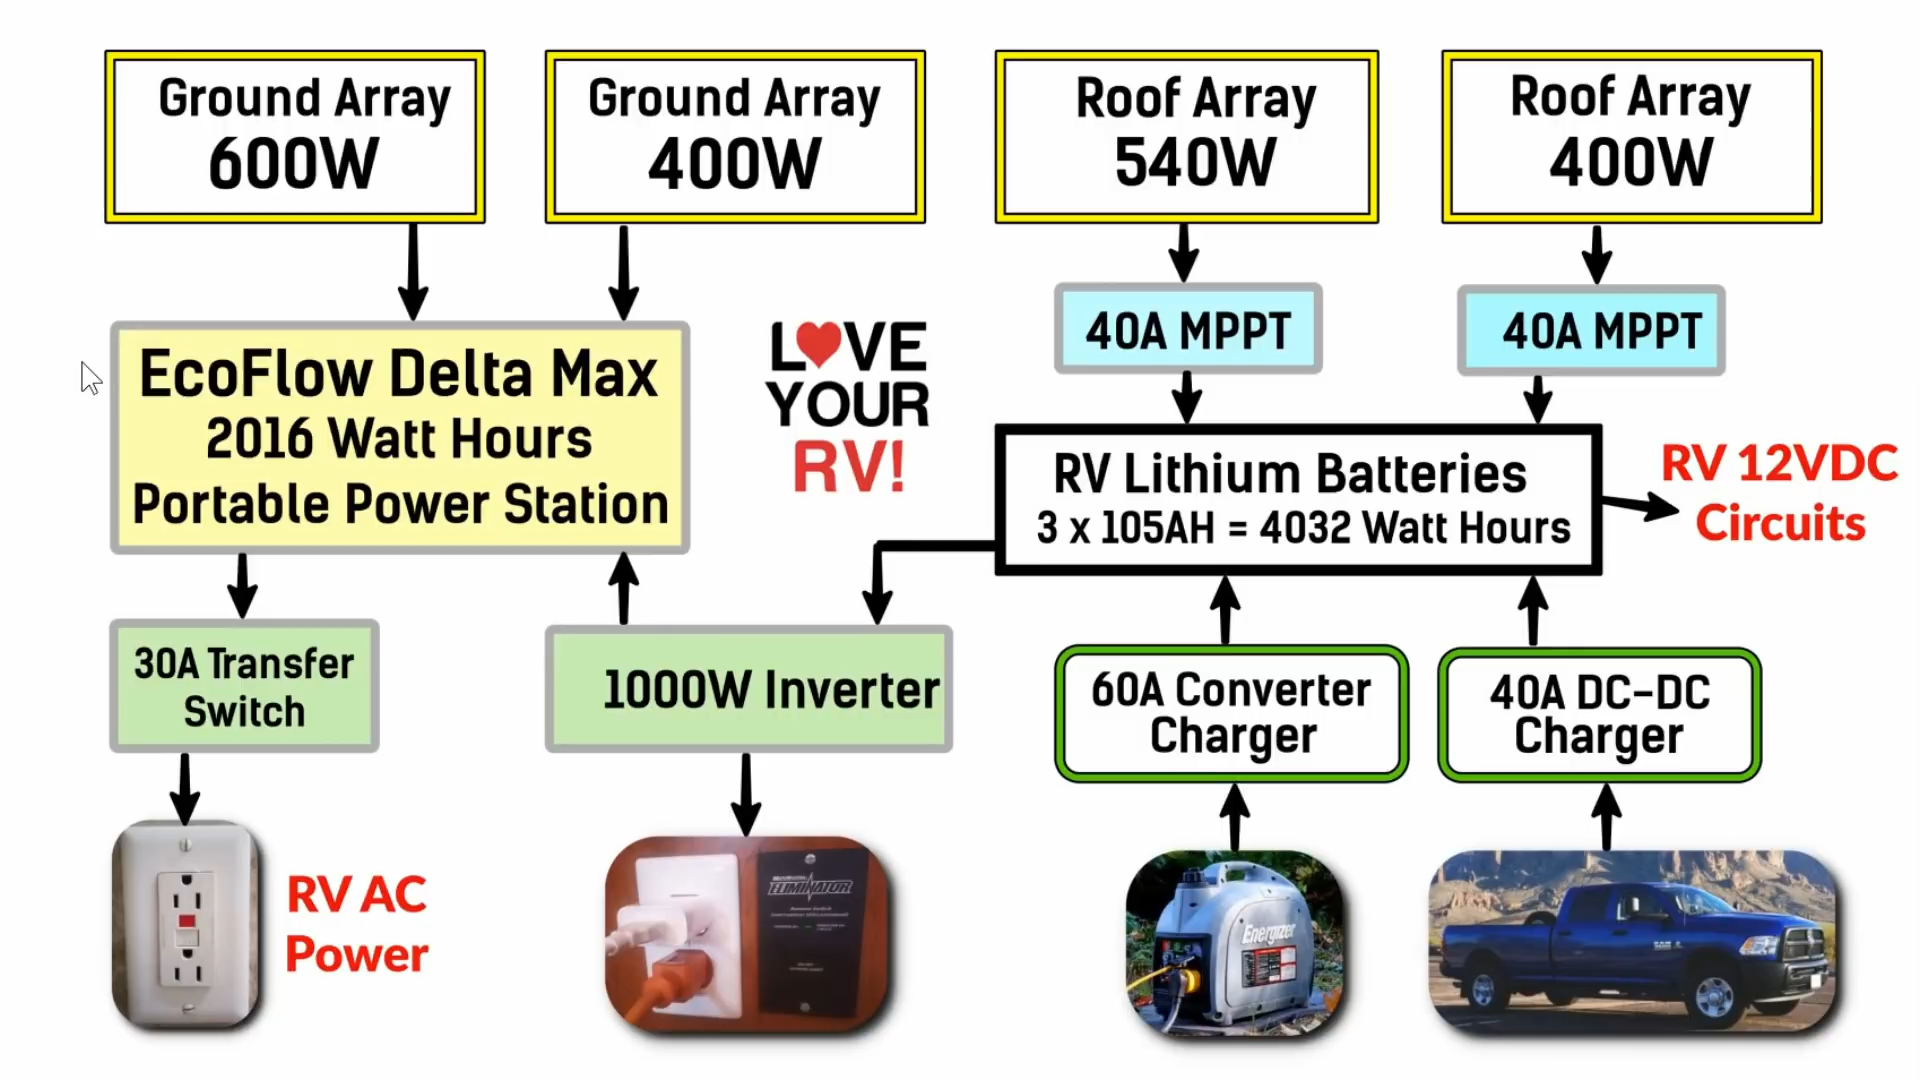 Ground Array
600W
Ground Array
400W
Roof Array
540W
Roof Array
400W
40A MPPT
40A MPPT
EcoFlow Delta Max
2016 Watt Hours
Portable Power Station
L♥VE
YOUR
RV!
RV Lithium Batteries
3 x 105AH = 4032 Watt Hours
RV 12VDC
Circuits
30A Transfer
Switch
1000W Inverter
60A Converter
Charger
40A DC-DC
Charger
RV AC
Power
ELIMINATOR
Energizer